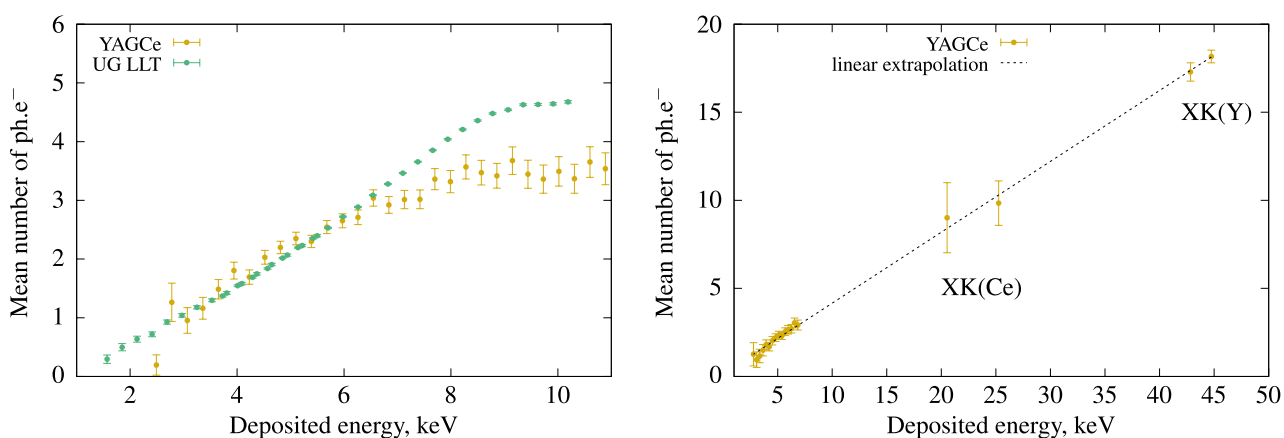 6
5
4
3
2
1
0
Mean number of ph.e⁻
YAGCe
UG LLT
2 4 6 8 10
Deposited energy, keV
20
15
10
5
0
Mean number of ph.e⁻
YAGCe
linear extrapolation
XK(Y)
XK(Ce)
5 10 15 20 25 30 35 40 45 50
Deposited energy, keV